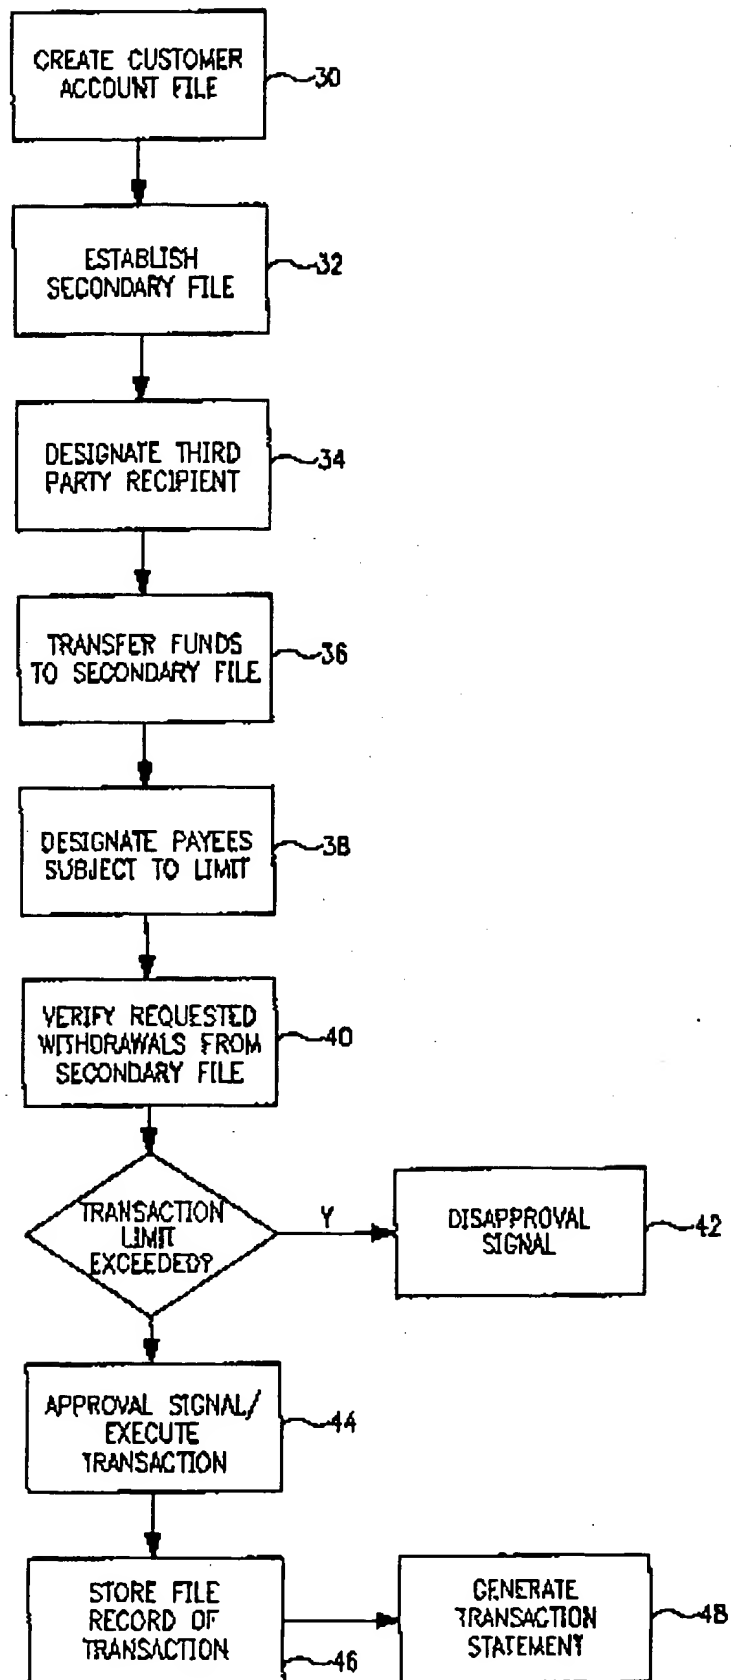 CREATE CUSTOMER
ACCOUNT FILE
30
ESTABLISH
SECONDARY FILE
32
DESIGNATE THIRD
PARTY RECIPIENT
34
TRANSFER FUNDS
TO SECONDARY FILE
36
DESIGNATE PAYEES
SUBJECT TO LIMIT
38
VERIFY REQUESTED
WITHDRAWALS FROM
SECONDARY FILE
40
TRANSACTION
LIMIT
EXCEEDED?
Y
DISAPPROVAL
SIGNAL
42
APPROVAL SIGNAL/
EXECUTE
TRANSACTION
44
STORE FILE
RECORD OF
TRANSACTION
46
GENERATE
TRANSACTION
STATEMENT
48